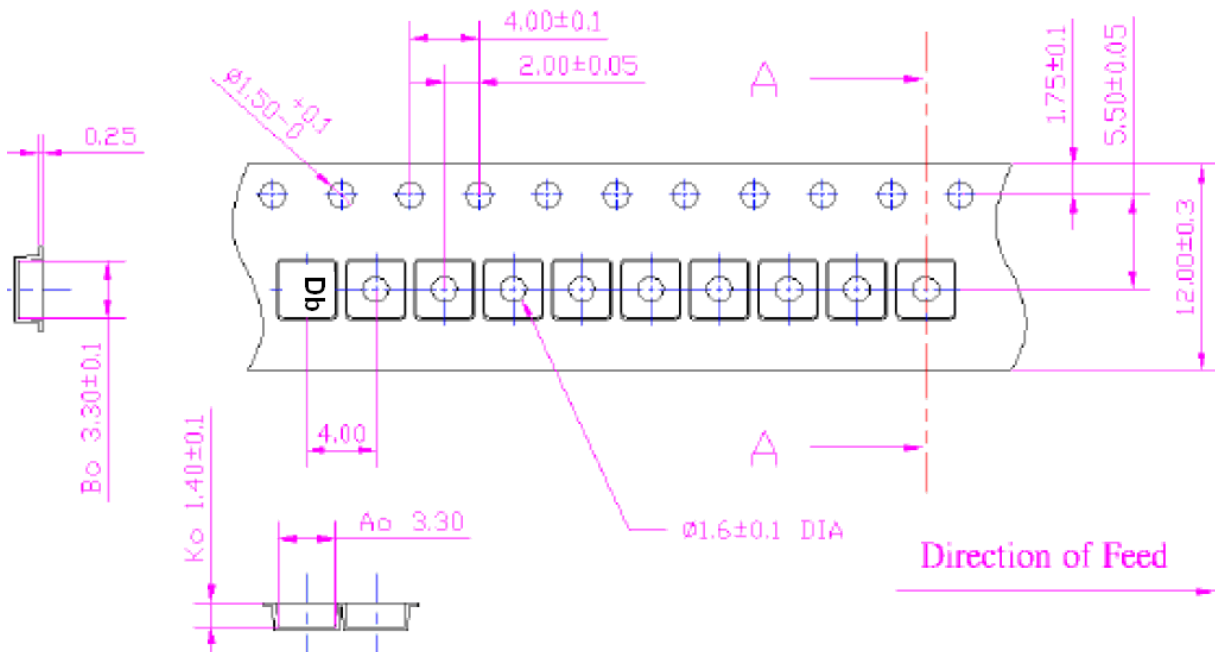 4.00±0.1
2.00±0.05
Ø1.50 +0.1 -0
0.25
A
1.75±0.1
5.50±0.05
12.00±0.3
Db
Bo 3.30±0.1
4.00
A
Ko 1.40±0.1
Ao 3.30
Ø1.6±0.1 DIA
Direction of Feed